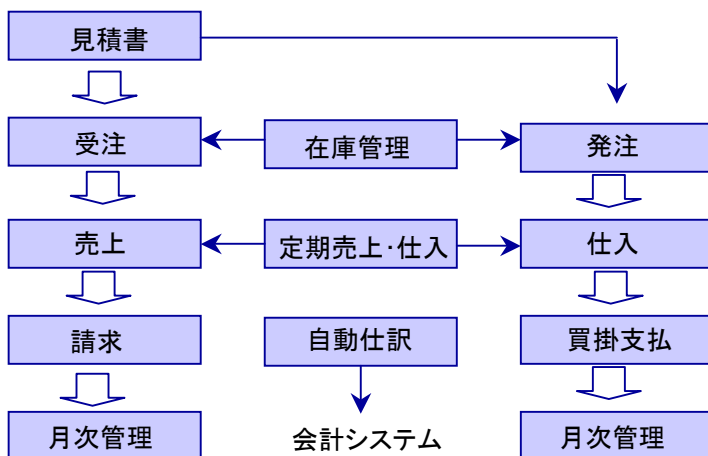 見積書
受注
在庫管理
発注
売上
定期売上・仕入
仕入
請求
自動仕訳
買掛支払
月次管理
会計システム
月次管理